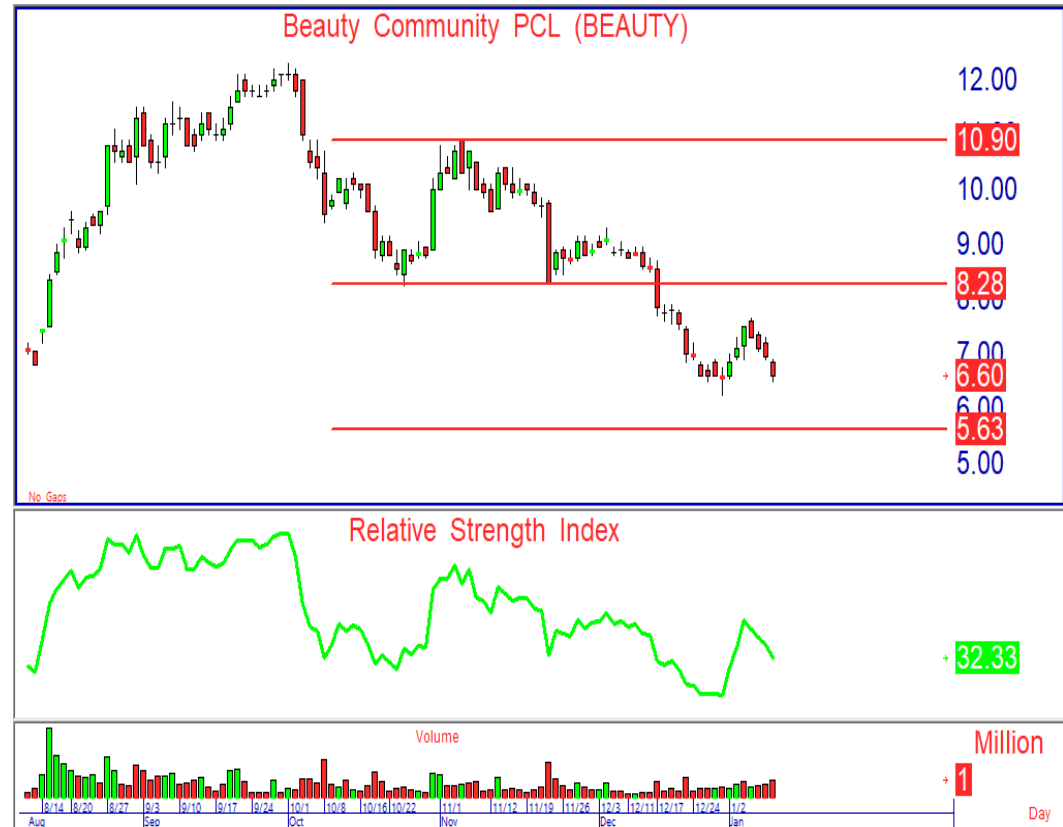 Beauty Community PCL (BEAUTY)
12.00
10.90
10.00
9.00
8.28
8.00
7.00
6.60
6.00
5.63
5.00
No Gaps
Relative Strength Index
32.33
Volume
Million
1
8/14 8/20 8/27 9/3 9/10 9/17 9/24 10/1 10/8 10/16 10/22 11/1 11/12 11/19 11/26 12/3 12/11 12/17 12/24 1/2
Aug Sep Oct Nov Dec Jan
Day